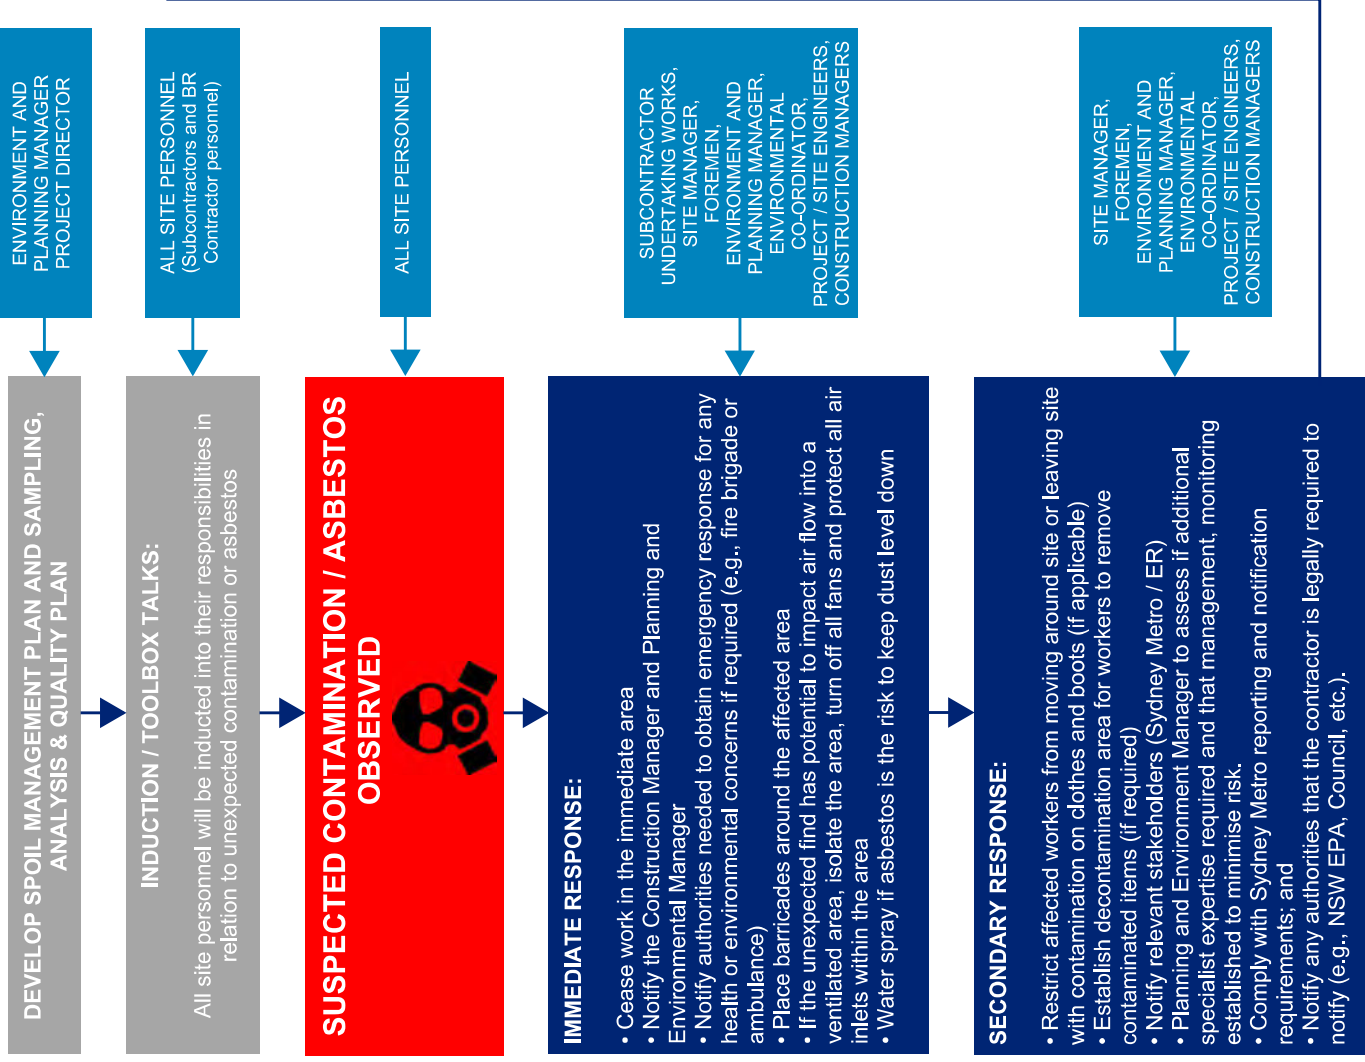 DEVELOP SPOIL MANAGEMENT PLAN AND SAMPLING,
ANALYSIS & QUALITY PLAN
ENVIRONMENT AND
PLANNING MANAGER
PROJECT DIRECTOR
INDUCTION / TOOLBOX TALKS:
All site personnel will be inducted into their responsibilities in
relation to unexpected contamination or asbestos
ALL SITE PERSONNEL
(Subcontractors and BR
Contractor personnel)
SUSPECTED CONTAMINATION / ASBESTOS
OBSERVED
ALL SITE PERSONNEL
IMMEDIATE RESPONSE:
• Cease work in the immediate area
• Notify the Construction Manager and Planning and
Environmental Manager
• Notify authorities needed to obtain emergency response for any
health or environmental concerns if required (e.g., fire brigade or
ambulance)
• Place barricades around the affected area
• If the unexpected find has potential to impact air flow into a
ventilated area, isolate the area, turn off all fans and protect all air
inlets within the area
• Water spray if asbestos is the risk to keep dust level down
SUBCONTRACTOR
UNDERTAKING WORKS,
SITE MANAGER,
FOREMEN,
ENVIRONMENT AND
PLANNING MANAGER,
ENVIRONMENTAL
CO-ORDINATOR,
PROJECT / SITE ENGINEERS,
CONSTRUCTION MANAGERS
SECONDARY RESPONSE:
• Restrict affected workers from moving around site or leaving site
with contamination on clothes and boots (if applicable)
• Establish decontamination area for workers to remove
contaminated items (if required)
• Notify relevant stakeholders (Sydney Metro / ER)
• Planning and Environment Manager to assess if additional
specialist expertise required and that management, monitoring
established to minimise risk.
• Comply with Sydney Metro reporting and notification
requirements; and
• Notify any authorities that the contractor is legally required to
notify (e.g., NSW EPA, Council, etc.).
SITE MANAGER,
FOREMEN,
ENVIRONMENT AND
PLANNING MANAGER,
ENVIRONMENTAL
CO-ORDINATOR,
PROJECT / SITE ENGINEERS,
CONSTRUCTION MANAGERS